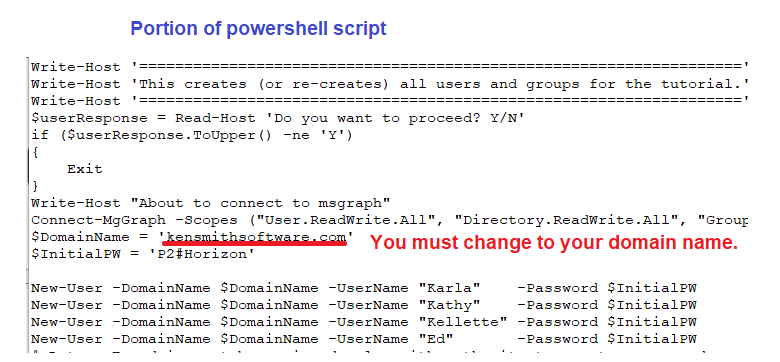 Portion of powershell script
Write-Host '==================================================================='
Write-Host 'This creates (or re-creates) all users and groups for the tutorial.'
Write-Host '==================================================================='
$userResponse = Read-Host 'Do you want to proceed? Y/N'
if ($userResponse.ToUpper() -ne 'Y')
{
    Exit
}
Write-Host "About to connect to msgraph"
Connect-MgGraph -Scopes ("User.ReadWrite.All", "Directory.ReadWrite.All", "Group
$DomainName = 'kensmithsoftware.com' You must change to your domain name.
$InitialPW = 'P2#Horizon'
New-User -DomainName $DomainName -UserName "Karla"    -Password $InitialPW
New-User -DomainName $DomainName -UserName "Kathy"    -Password $InitialPW
New-User -DomainName $DomainName -UserName "Kellette" -Password $InitialPW
New-User -DomainName $DomainName -UserName "Ed"       -Password $InitialPW